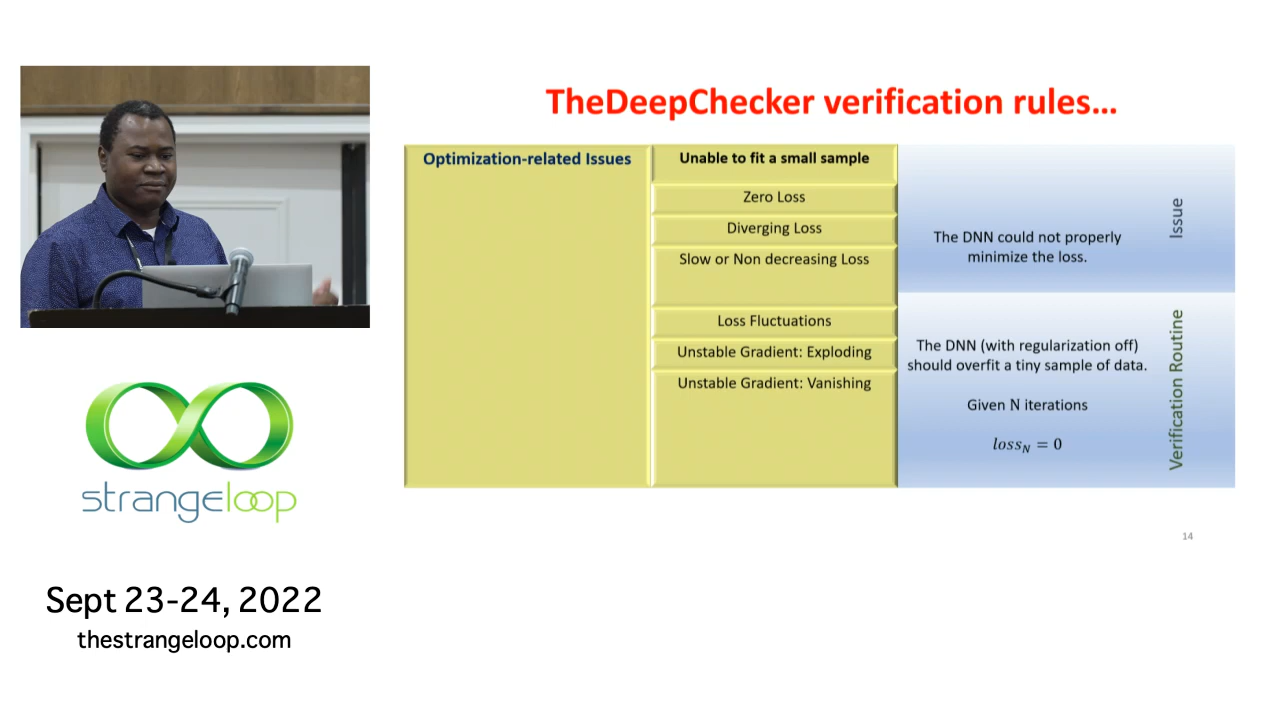 TheDeepChecker verification rules...
Optimization-related Issues
Unable to fit a small sample
Zero Loss
Diverging Loss
Slow or Non decreasing Loss
Loss Fluctuations
Unstable Gradient: Exploding
Unstable Gradient: Vanishing
The DNN could not properly
minimize the loss.
Issue
The DNN (with regularization off)
should overfit a tiny sample of data.
Given N iterations
loss_N = 0
Verification Routine
14
strangeloop
Sept 23-24, 2022
thestrangeloop.com